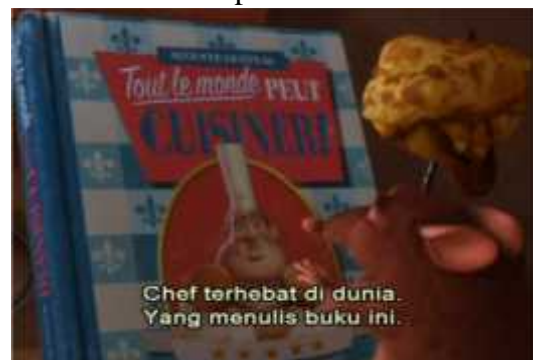 Tout le monde PEUT
CUISINER!
Chef terhebat di dunia.
Yang menulis buku ini.